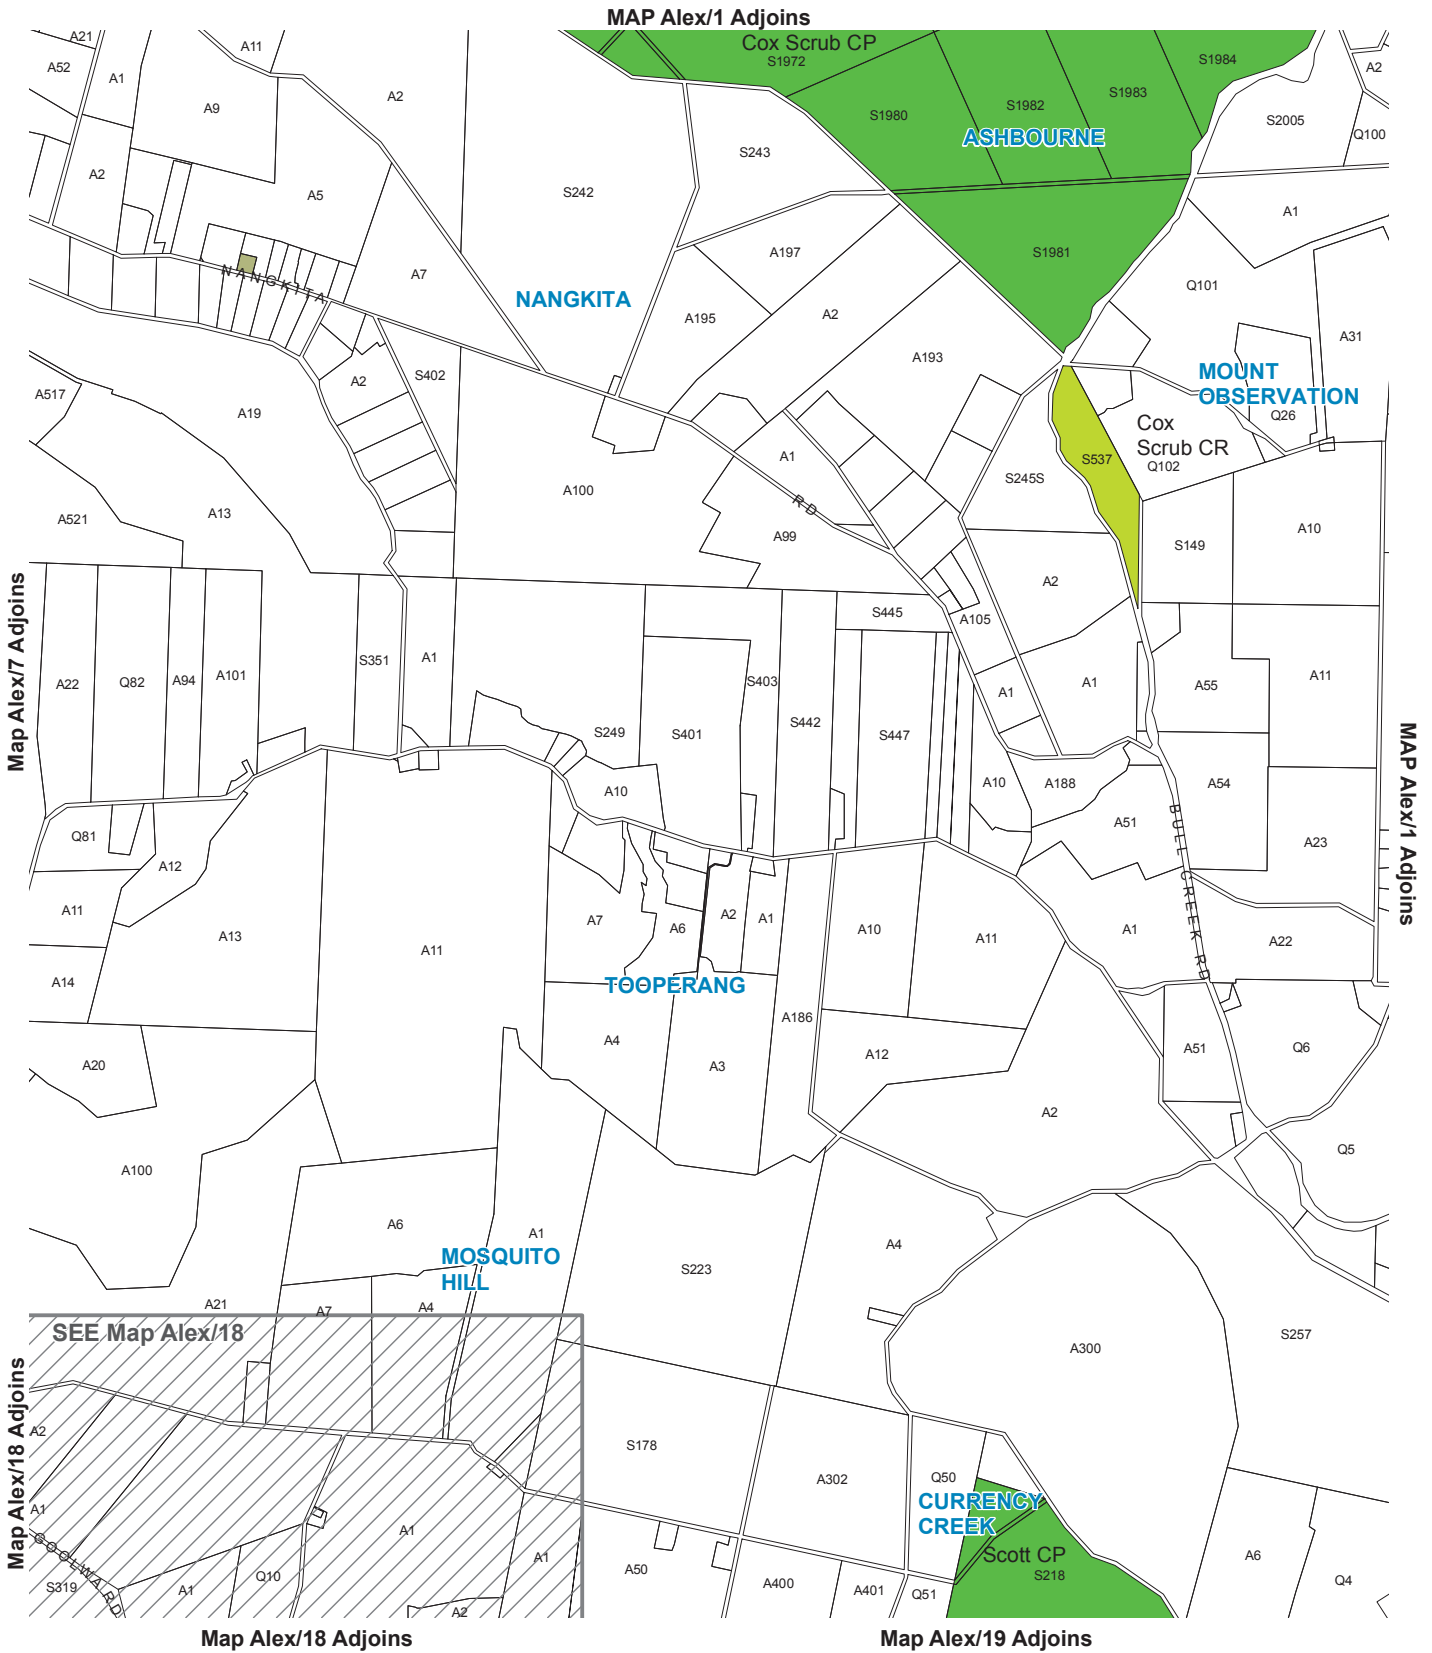 MAP Alex/1 Adjoins
A21
A11
Cox Scrub CP
S1972
S1984
A52
A1
A2
A2
A9
S1980
S1982
S1983
S2005
Q100
ASHBOURNE
S243
A2
A5
S242
A1
S1981
A197
A7
Q101
NANGKITA
NANGKITA
A195
A2
A31
A193
MOUNT
OBSERVATION
A517
A2
S402
A19
Q26
Cox
Scrub CR
A1
S537
Q102
S245S
A100
RD
A521
A13
A99
S149
A10
A2
Map Alex/7 Adjoins
S445
A105
A22
Q82
A94
A101
S351
A1
S403
A1
A1
A55
A11
S249
S401
S442
S447
MAP Alex/1 Adjoins
A10
A10
A188
A54
A51
BULL CREEK RD
Q81
A12
A23
A11
A13
A11
A7
A6
A2
A1
A10
A11
A1
A22
A14
TOOPERANG
A186
A20
A4
A3
A12
A51
Q6
A2
A100
Q5
A6
A1
A4
MOSQUITO
HILL
S223
A21
A7
A4
SEE Map Alex/18
A300
S257
Map Alex/18 Adjoins
A2
S178
A302
Q50
CURRENCY
CREEK
A1
A1
GOOLWA RD
Scott CP
S218
A1
A50
A400
A401
Q51
A6
Q4
S319
A1
Q10
A2
Map Alex/18 Adjoins
Map Alex/19 Adjoins